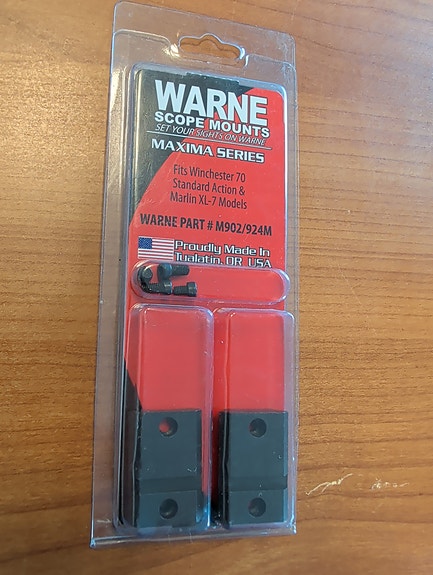 WARNE
SCOPE MOUNTS
SET YOUR SIGHTS ON WARNE
MAXIMA SERIES
Fits Winchester 70
Standard Action &
Marlin XL-7 Models
WARNE PART # M902/924M
Proudly Made In
Tualatin, OR USA